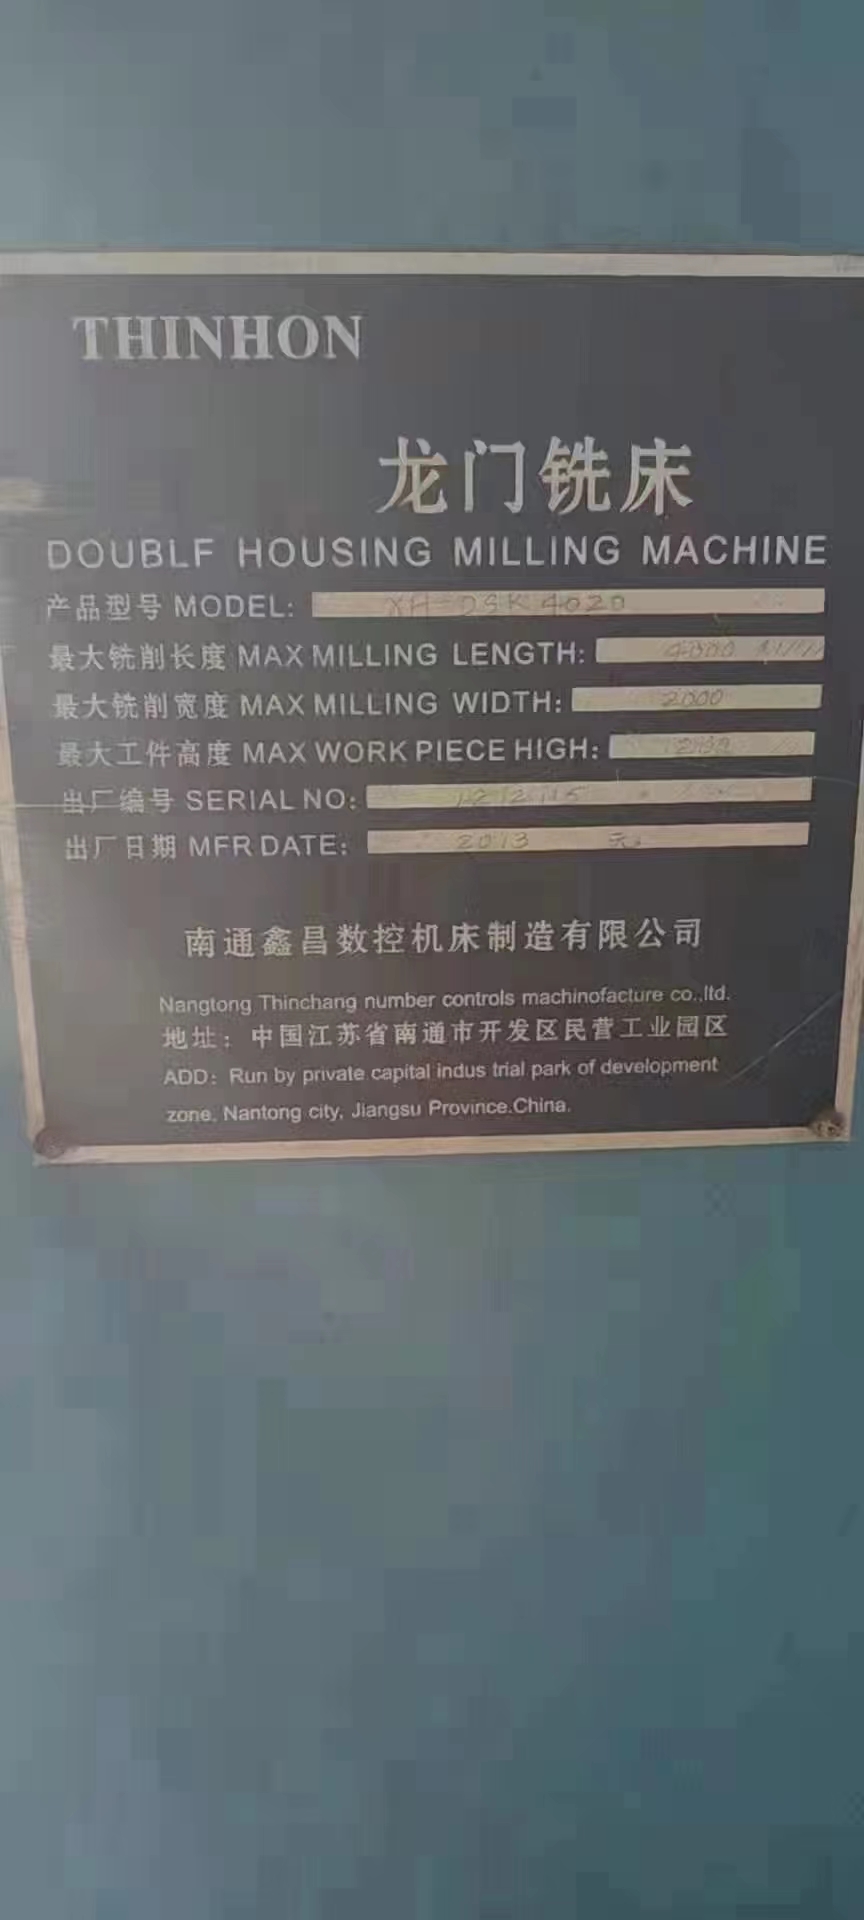 THINHON
龙门铣床
DOUBLF HOUSING MILLING MACHINE
产品型号 MODEL: XH-DSK 4020
最大铣削长度 MAX MILLING LENGTH: 4000 mm
最大铣削宽度 MAX MILLING WIDTH: 2000
最大工件高度 MAX WORK PIECE HIGH:
出厂编号 SERIAL NO:
出厂日期 MFR DATE: 2013 元.
南通鑫昌数控机床制造有限公司
Nangtong Thinchang number controls machinofacture co.,ltd.
地址：中国江苏省南通市开发区民营工业园区
ADD: Run by private capital indus trial park of development
zone, Nantong city, Jiangsu Province.China.